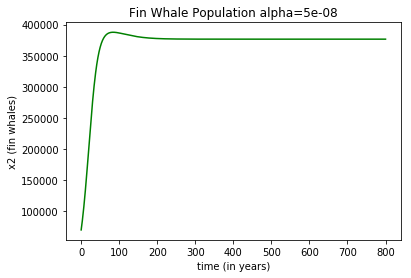 Fin Whale Population alpha=5e-08
400000
350000
300000
250000
200000
150000
100000
x2 (fin whales)
0 100 200 300 400 500 600 700 800
time (in years)